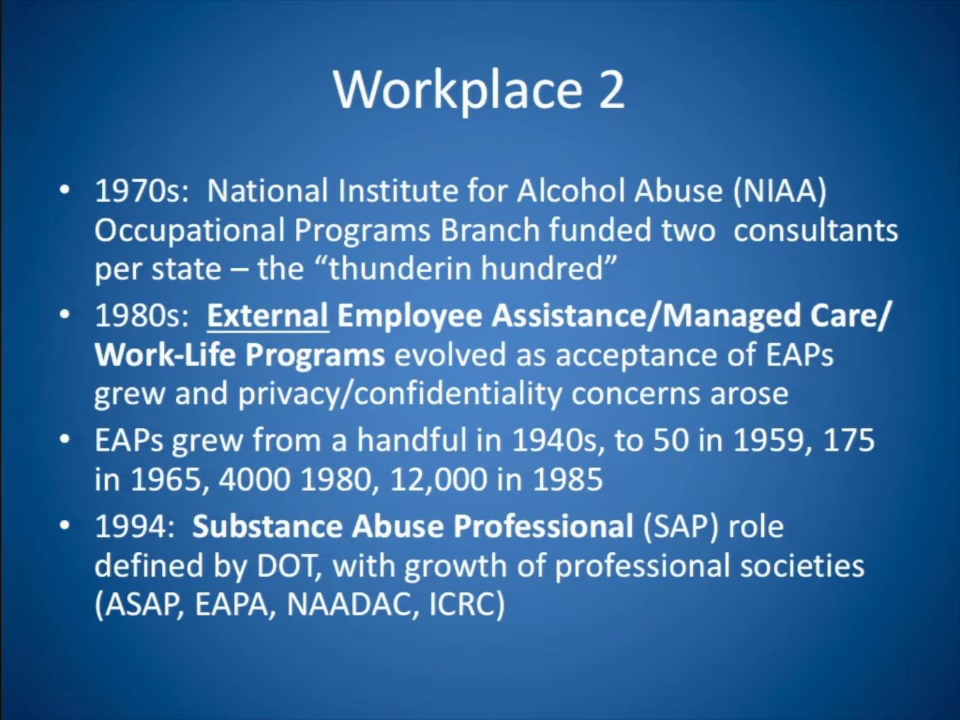 Workplace 2
• 1970s:  National Institute for Alcohol Abuse (NIAA)
Occupational Programs Branch funded two  consultants
per state – the “thunderin hundred”
• 1980s:  External Employee Assistance/Managed Care/
Work-Life Programs evolved as acceptance of EAPs
grew and privacy/confidentiality concerns arose
• EAPs grew from a handful in 1940s, to 50 in 1959, 175
in 1965, 4000 1980, 12,000 in 1985
• 1994:  Substance Abuse Professional (SAP) role
defined by DOT, with growth of professional societies
(ASAP, EAPA, NAADAC, ICRC)